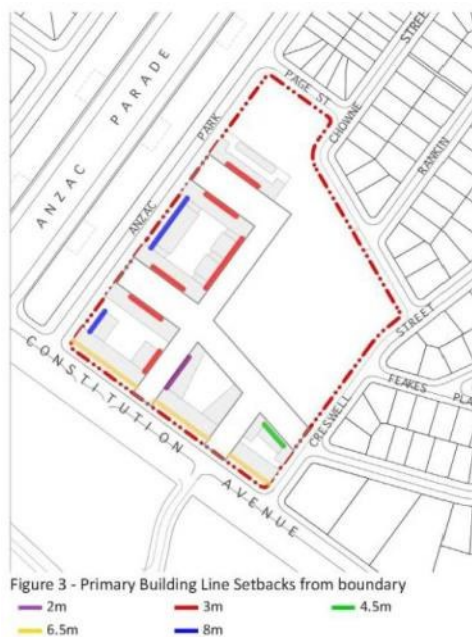 PAGE ST
CHOWNE
STREET
RANKIN
ANZAC PARADE
ANZAC PARK
STREET
CRESWELL
FEAKES PLA
CONSTITUTION AVENUE
Figure 3 - Primary Building Line Setbacks from boundary
2m 3m 4.5m
6.5m 8m